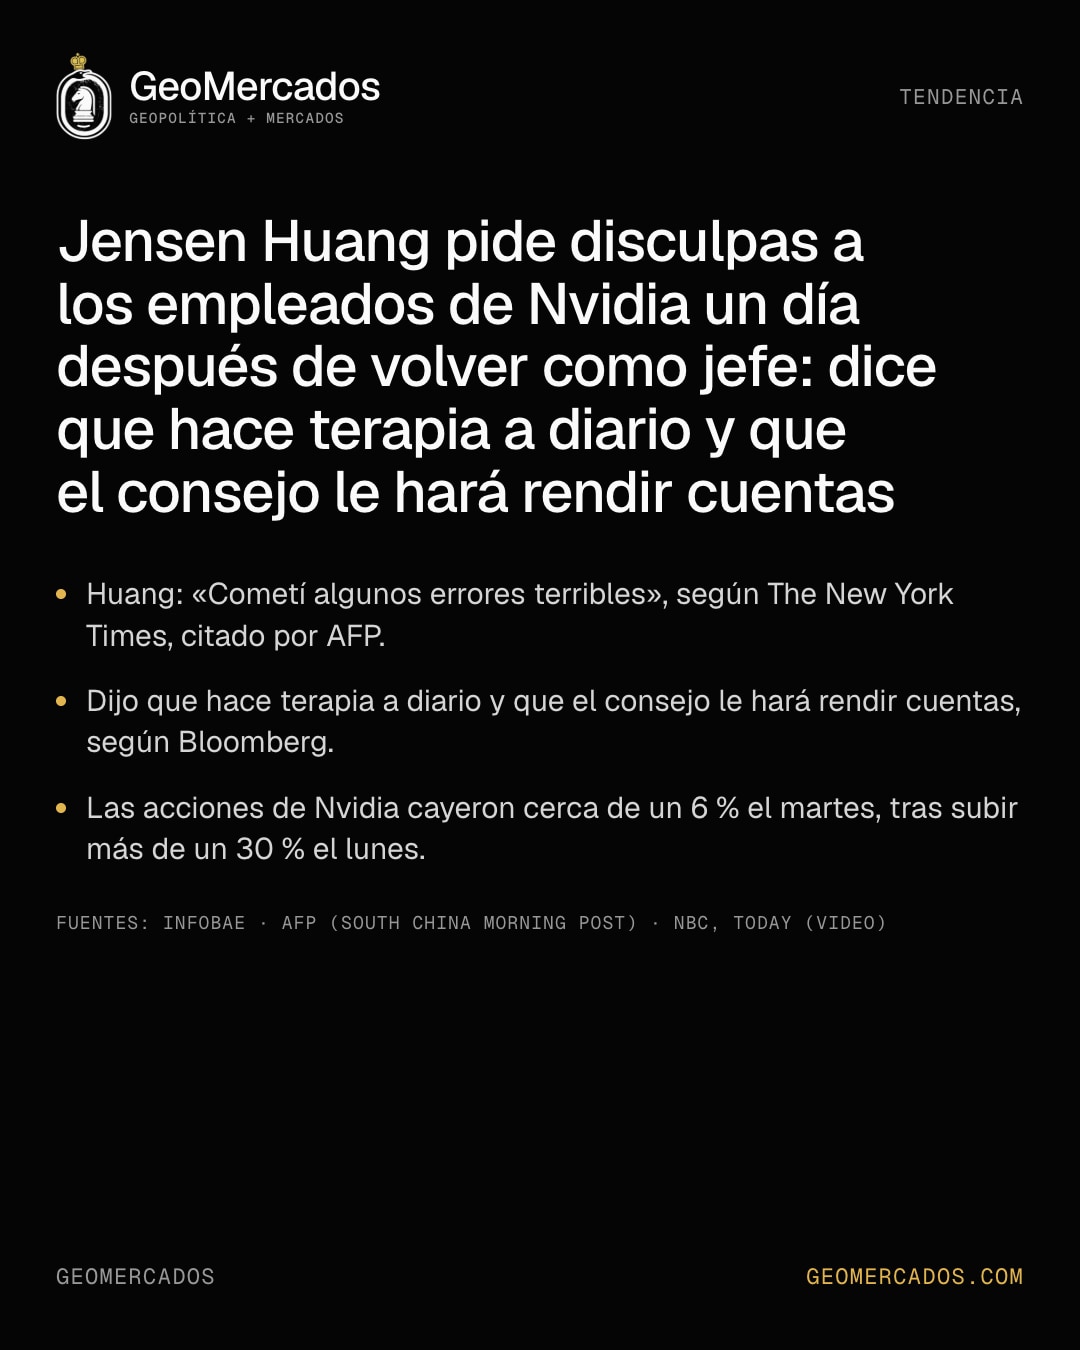 GeoMercados
GEOPOLÍTICA + MERCADOS
TENDENCIA
Jensen Huang pide disculpas a
los empleados de Nvidia un día
después de volver como jefe: dice
que hace terapia a diario y que
el consejo le hará rendir cuentas
• Huang: «Cometí algunos errores terribles», según The New York
Times, citado por AFP.
• Dijo que hace terapia a diario y que el consejo le hará rendir cuentas,
según Bloomberg.
• Las acciones de Nvidia cayeron cerca de un 6 % el martes, tras subir
más de un 30 % el lunes.
FUENTES: INFOBAE · AFP (SOUTH CHINA MORNING POST) · NBC, TODAY (VIDEO)
GEOMERCADOS
GEOMERCADOS.COM